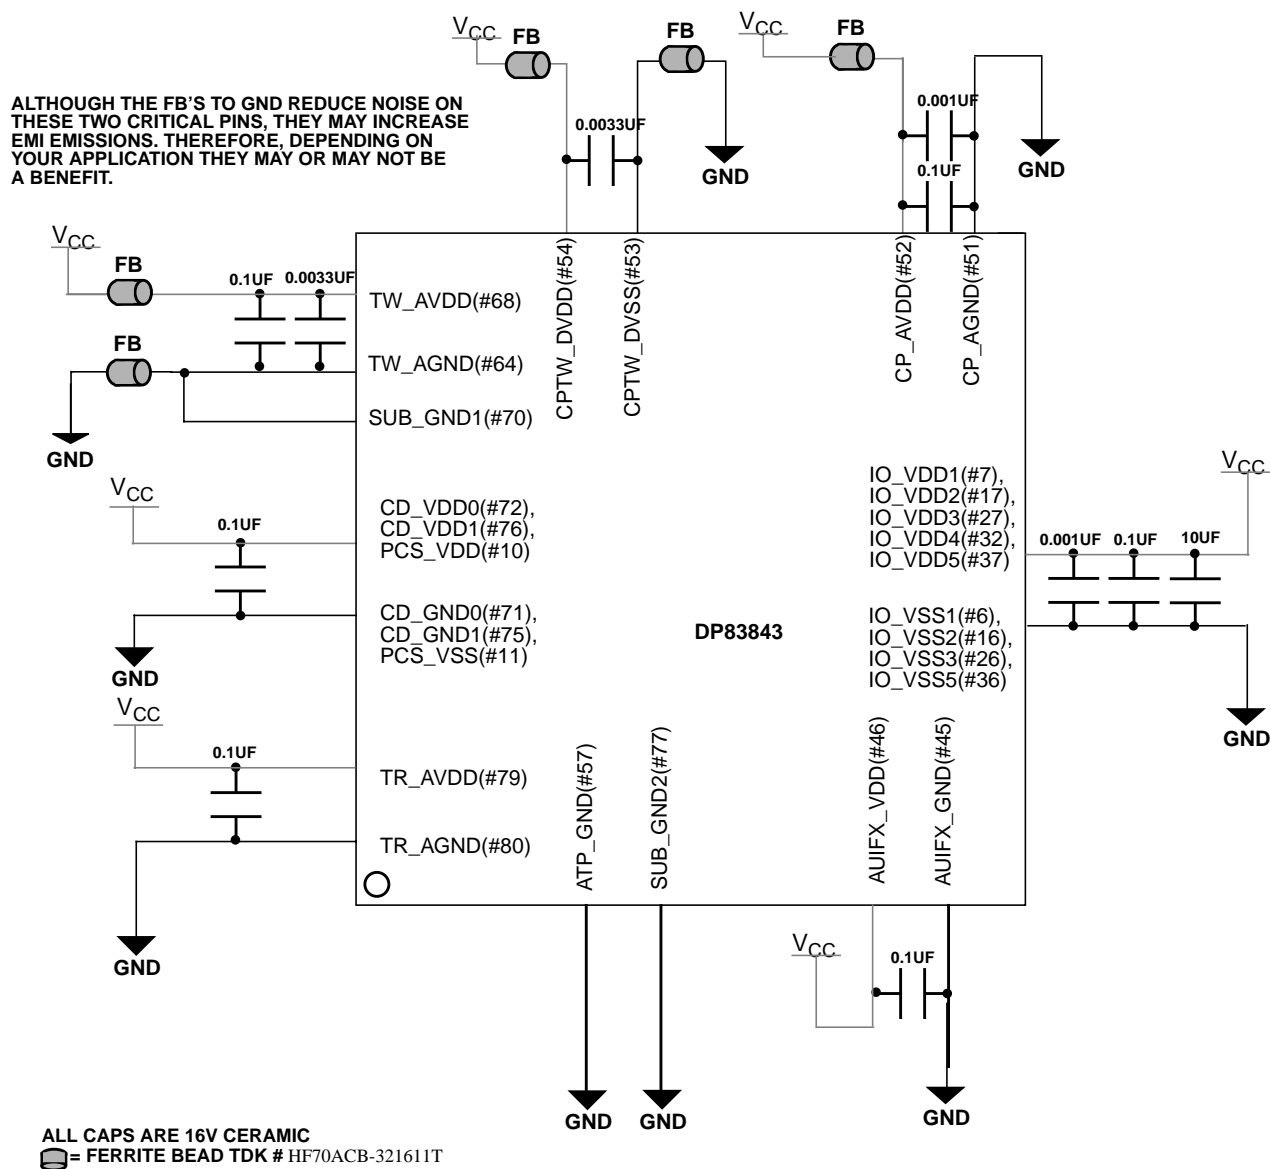 VCC
FB
FB
VCC
FB
ALTHOUGH THE FB'S TO GND REDUCE NOISE ON
THESE TWO CRITICAL PINS, THEY MAY INCREASE
EMI EMISSIONS. THEREFORE, DEPENDING ON
YOUR APPLICATION THEY MAY OR MAY NOT BE
A BENEFIT.
0.0033UF
GND
0.001UF
0.1UF
GND
VCC
FB
0.1UF
0.0033UF
TW_AVDD(#68)
FB
TW_AGND(#64)
SUB_GND1(#70)
GND
CPTW_DVDD(#54)
CPTW_DVSS(#53)
CP_AVDD(#52)
CP_AGND(#51)
VCC
0.1UF
CD_VDD0(#72),
CD_VDD1(#76),
PCS_VDD(#10)
CD_GND0(#71),
CD_GND1(#75),
PCS_VSS(#11)
GND
DP83843
IO_VDD1(#7),
IO_VDD2(#17),
IO_VDD3(#27),
IO_VDD4(#32),
IO_VDD5(#37)
VCC
0.001UF
0.1UF
10UF
IO_VSS1(#6),
IO_VSS2(#16),
IO_VSS3(#26),
IO_VSS5(#36)
GND
VCC
0.1UF
TR_AVDD(#79)
TR_AGND(#80)
GND
ATP_GND(#57)
SUB_GND2(#77)
AUIFX_VDD(#46)
AUIFX_GND(#45)
VCC
0.1UF
GND
GND
GND
ALL CAPS ARE 16V CERAMIC
= FERRITE BEAD TDK # HF70ACB-321611T